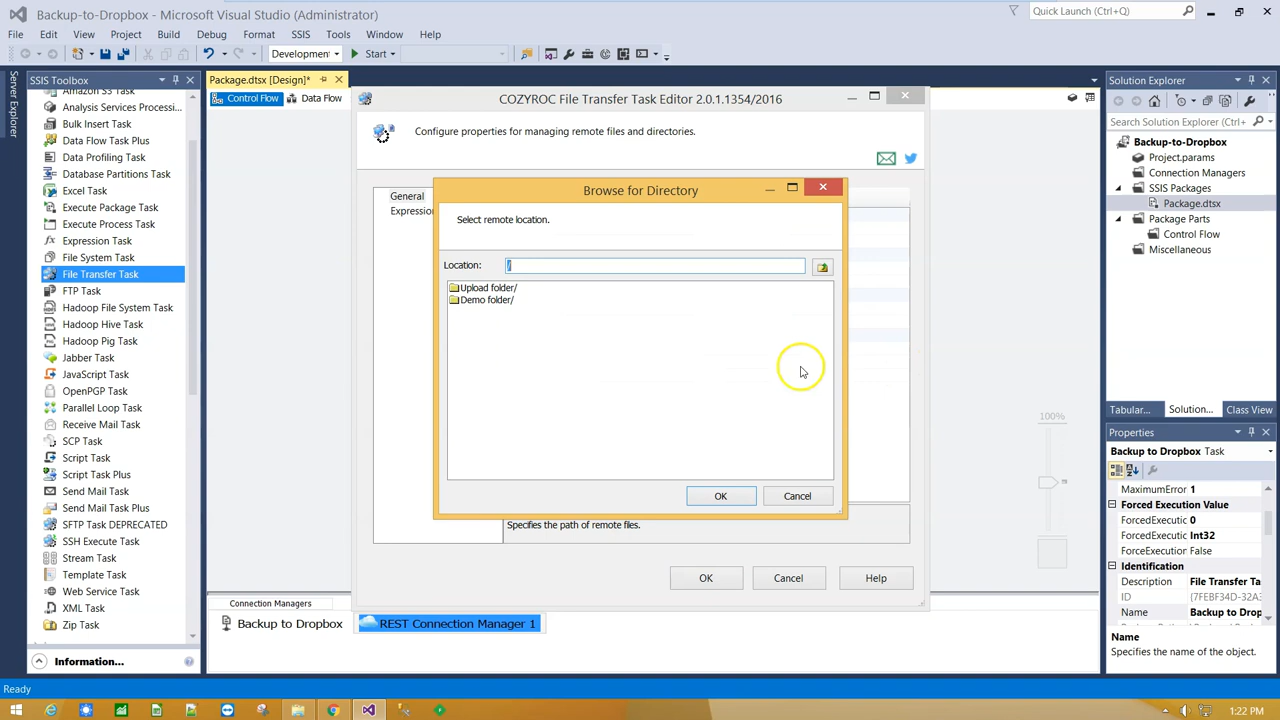 Backup-to-Dropbox - Microsoft Visual Studio (Administrator)
Quick Launch (Ctrl+Q)
File Edit View Project Build Debug Format SSIS Tools Window Help
Development Start
SSIS Toolbox
Server Explorer
Amazon S3 Task
Analysis Services Processi...
Bulk Insert Task
Data Flow Task Plus
Data Profiling Task
Database Partitions Task
Excel Task
Execute Package Task
Execute Process Task
Expression Task
File System Task
File Transfer Task
FTP Task
Hadoop File System Task
Hadoop Hive Task
Hadoop Pig Task
Jabber Task
JavaScript Task
OpenPGP Task
Parallel Loop Task
Receive Mail Task
SCP Task
Script Task
Script Task Plus
Send Mail Task
Send Mail Task Plus
SFTP Task DEPRECATED
SSH Execute Task
Stream Task
Template Task
Web Service Task
XML Task
Zip Task
Information...
Package.dtsx [Design]*
Control Flow Data Flow
COZYROC File Transfer Task Editor 2.0.1.1354/2016
Configure properties for managing remote files and directories.
General
Expression
Browse for Directory
Select remote location.
Location: /
Upload folder/
Demo folder/
OK Cancel
Specifies the path of remote files.
OK Cancel Help
100%
Connection Managers
Backup to Dropbox REST Connection Manager 1
Solution Explorer
Search Solution Explorer (Ctrl+
Backup-to-Dropbox
Project.params
Connection Managers
SSIS Packages
Package.dtsx
Package Parts
Control Flow
Miscellaneous
Tabular... Solution... Class View
Properties
Backup to Dropbox Task
MaximumError 1
Forced Execution Value
ForcedExecutic 0
ForcedExecutic Int32
ForceExecution False
Identification
Description File Transfer Ta
ID {7FEBF34D-32A3
Name Backup to Drop
Name
Specifies the name of the object.
Ready
1:22 PM